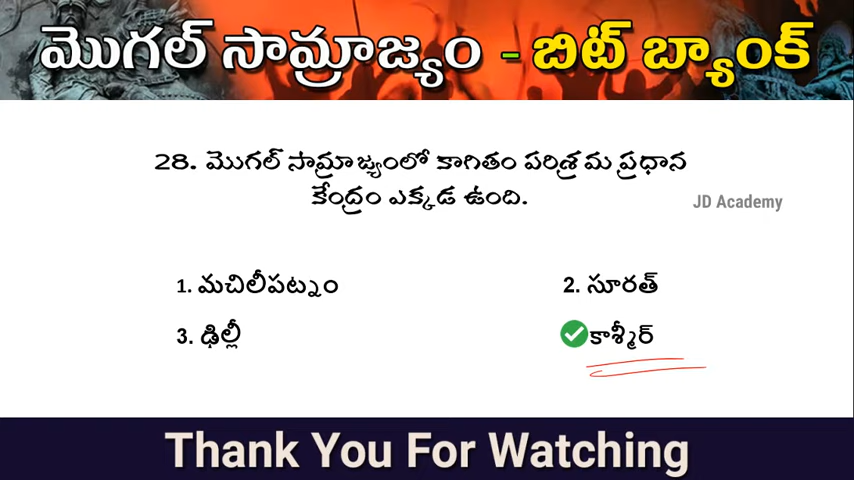 మొగల్ సామ్రాజ్యం - బిట్ బ్యాంక్
28. మొగల్ సామ్రాజ్యంలో కాగితం పరిశ్రమ ప్రధాన
కేంద్రం ఎక్కడ ఉంది.
JD Academy
1. మచిలీపట్నం
2. సూరత్
3. ఢిల్లీ
కాశ్మీర్
Thank You For Watching